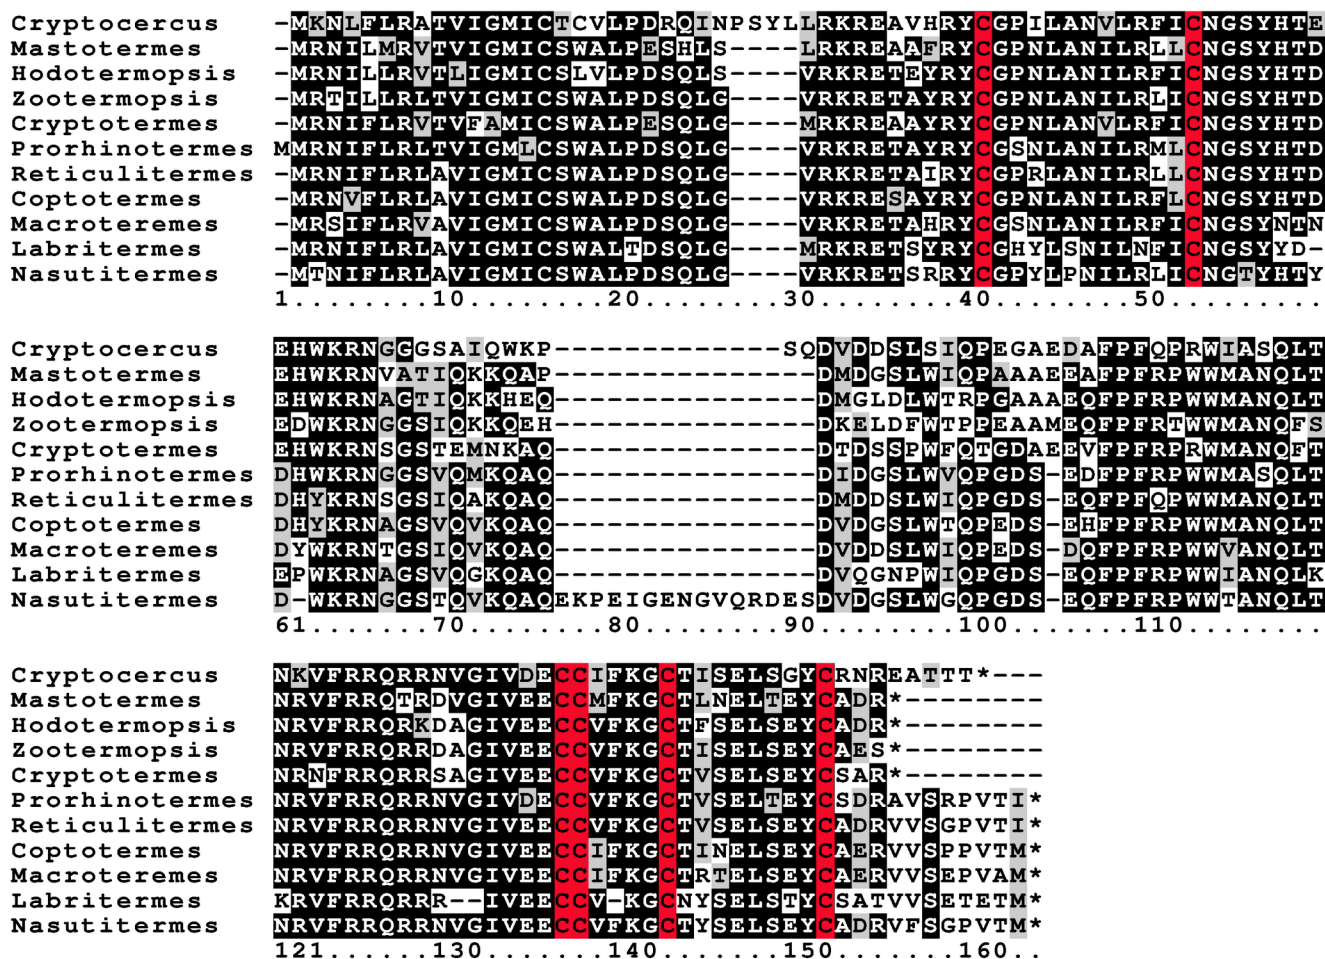 Cryptocercus -MKNLFLRATVIGMICTCVLPDRQINPSYLLRKREAVHRYCGPILANVLRFICNGSYHTE
Mastotermes -MRNILMRVTVIGMICSWALPESHLS----LRKREAAFRYCGPNLANILRLLCNGSYHTD
Hodotermopsis -MRNILLRVTLIGMICSLVLPDSQLS----VRKRETEYRYCGPNLANILRFICNGSYHTD
Zootermopsis -MRTILLRLTVIGMICSWALPDSQLG----VRKRETAYRYCGPNLANILRLICNGSYHTD
Cryptotermes -MRNIFLRVTVFAMICSWALPESQLG----MRKREAAYRYCGPNLANVLRFICNGSYHTD
Prorhinotermes MMRNIFLRLTVIGMLCSWALPDSQLG----VRKRETAYRYCGSNLANILRMLCNGSYHTD
Reticulitermes -MRNIFLRLAVIGMICSWALPDSQLG----VRKRETAIRYCGPRLANILRLLCNGSYHTD
Coptotermes -MRNVFLRLAVIGMICSWALPDSQLG----VRKRESAYRYCGPNLANILRFLCNGSYHTD
Macroteremes -MRSIFLRVAVIGMICSWALPDSQLG----VRKRETAHRYCGSNLANILRFICNGSYNTN
Labritermes -MRNIFLRLAVIGMICSWALTDSQLG----MRKRETSYRYCGHYLSNILNFICNGSYYD-
Nasutitermes -MTNIFLRLAVIGMICSWALPDSQLG----VRKRETSRRYCGPYLPNILRLICNGTYHTY
1........10........20........30........40........50.........
Cryptocercus EHWKRNGGGSAIQWKP-------------SQDVDDSLSIQPEGAEDAFPFQPRWIASQLT
Mastotermes EHWKRNVATIQKKQAP---------------DMDGSLWIQPAAAEEAFPFRPWWMANQLT
Hodotermopsis EHWKRNAGTIQKKHEQ---------------DMGLDLWTRPGAAAEQFPFRPWWMANQLT
Zootermopsis EDWKRNGGSIQKKQEH---------------DKELDFWTPPEAAMEQFPFRTWWMANQFS
Cryptotermes EHWKRNSGSTEMNKAQ---------------DTDSSPWFQTGDAEEVFPFRPRWMANQFT
Prorhinotermes DHWKRNGGSVQMKQAQ---------------DIDGSLWVQPGDS-EDFPFRPWWMASQLT
Reticulitermes DHYKRNSGSIQAKQAQ---------------DMDDSLWIQPGDS-EQFPFQPWWMANQLT
Coptotermes DHYKRNAGSVQVKQAQ---------------DVDGSLWTQPEDS-EHFPFRPWWMANQLT
Macroteremes DYWKRNTGSIQVKQAQ---------------DVDDSLWIQPEDS-DQFPFRPWWVANQLT
Labritermes EPWKRNAGSVQGKQAQ---------------DVQGNPWIQPGDS-EQFPFRPWWIANQLK
Nasutitermes D-WKRNGGSTQVKQAQEKPEIGENGVQRDESDVDGSLWGQPGDS-EQFPFRPWWTANQLT
61.......70........80........90........100.......110.........
Cryptocercus NKVFRRQRRNVGIVDECCIFKGCTISELSGYCRNREATTT*---
Mastotermes NRVFRRQTRDVGIVEECCMFKGCTLNELTEYCADR*--------
Hodotermopsis NRVFRRQRKDAGIVEECCVFKGCTFSELSEYCADR*--------
Zootermopsis NRVFRRQRRDAGIVEECCVFKGCTISELSEYCAES*--------
Cryptotermes NRNFRRQRRSAGIVEECCVFKGCTVSELSEYCSAR*--------
Prorhinotermes NRVFRRQRRNVGIVDECCVFKGCTVSELTEYCSDRAVSRPVTI*
Reticulitermes NRVFRRQRRNVGIVEECCVFKGCTVSELSEYCADRVVSGPVTI*
Coptotermes NRVFRRQRRNVGIVEECCIFKGCTINELSEYCAERVVSPPVTM*
Macroteremes NRVFRRQRRNVGIVEECCIFKGCTRTELSEYCAERVVSEPVAM*
Labritermes KRVFRRQRRR--IVEECCV-KGCNYSELSTYCSATVVSETETM*
Nasutitermes NRVFRRQRRNVGIVEECCVFKGCTYSELSEYCADRVFSGPVTM*
121......130.......140.......150.......160..